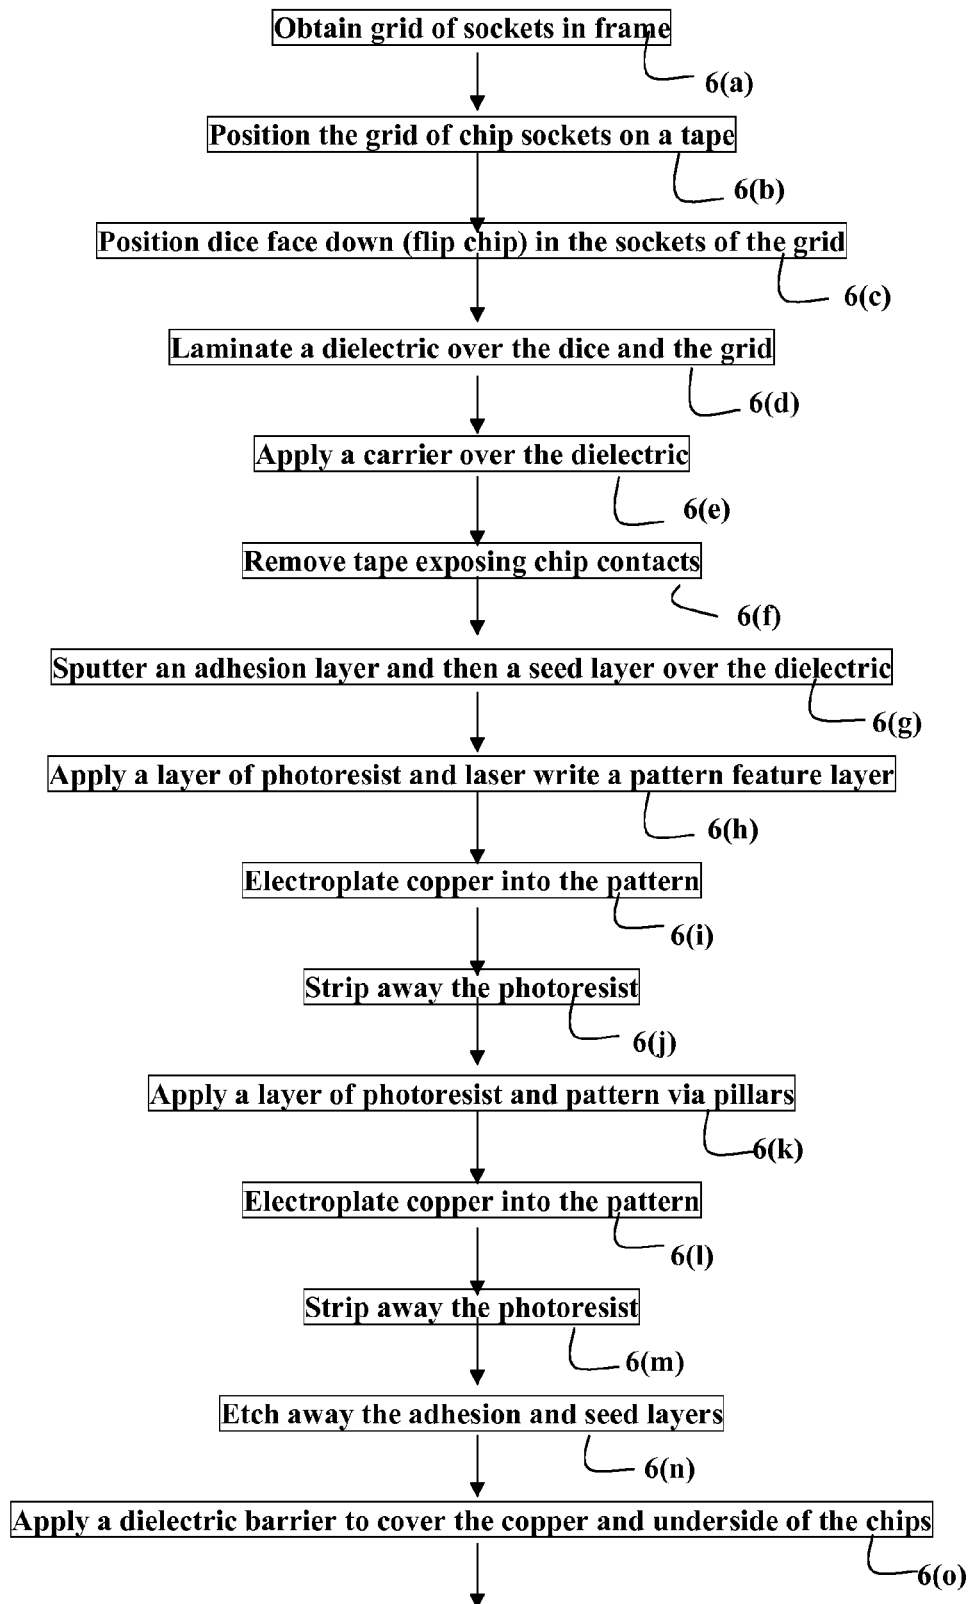 Obtain grid of sockets in frame
6(a)
Position the grid of chip sockets on a tape
6(b)
Position dice face down (flip chip) in the sockets of the grid
6(c)
Laminate a dielectric over the dice and the grid
6(d)
Apply a carrier over the dielectric
6(e)
Remove tape exposing chip contacts
6(f)
Sputter an adhesion layer and then a seed layer over the dielectric
6(g)
Apply a layer of photoresist and laser write a pattern feature layer
6(h)
Electroplate copper into the pattern
6(i)
Strip away the photoresist
6(j)
Apply a layer of photoresist and pattern via pillars
6(k)
Electroplate copper into the pattern
6(l)
Strip away the photoresist
6(m)
Etch away the adhesion and seed layers
6(n)
Apply a dielectric barrier to cover the copper and underside of the chips
6(o)